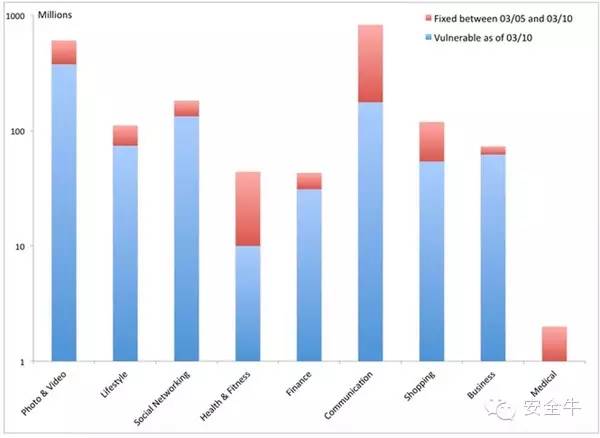 Millions
1000
100
10
1
Fixed between 03/05 and 03/10
Vulnerable as of 03/10
Photo & Video
Lifestyle
Social Networking
Health & Fitness
Finance
Communication
Shopping
Business
Medical
安全牛